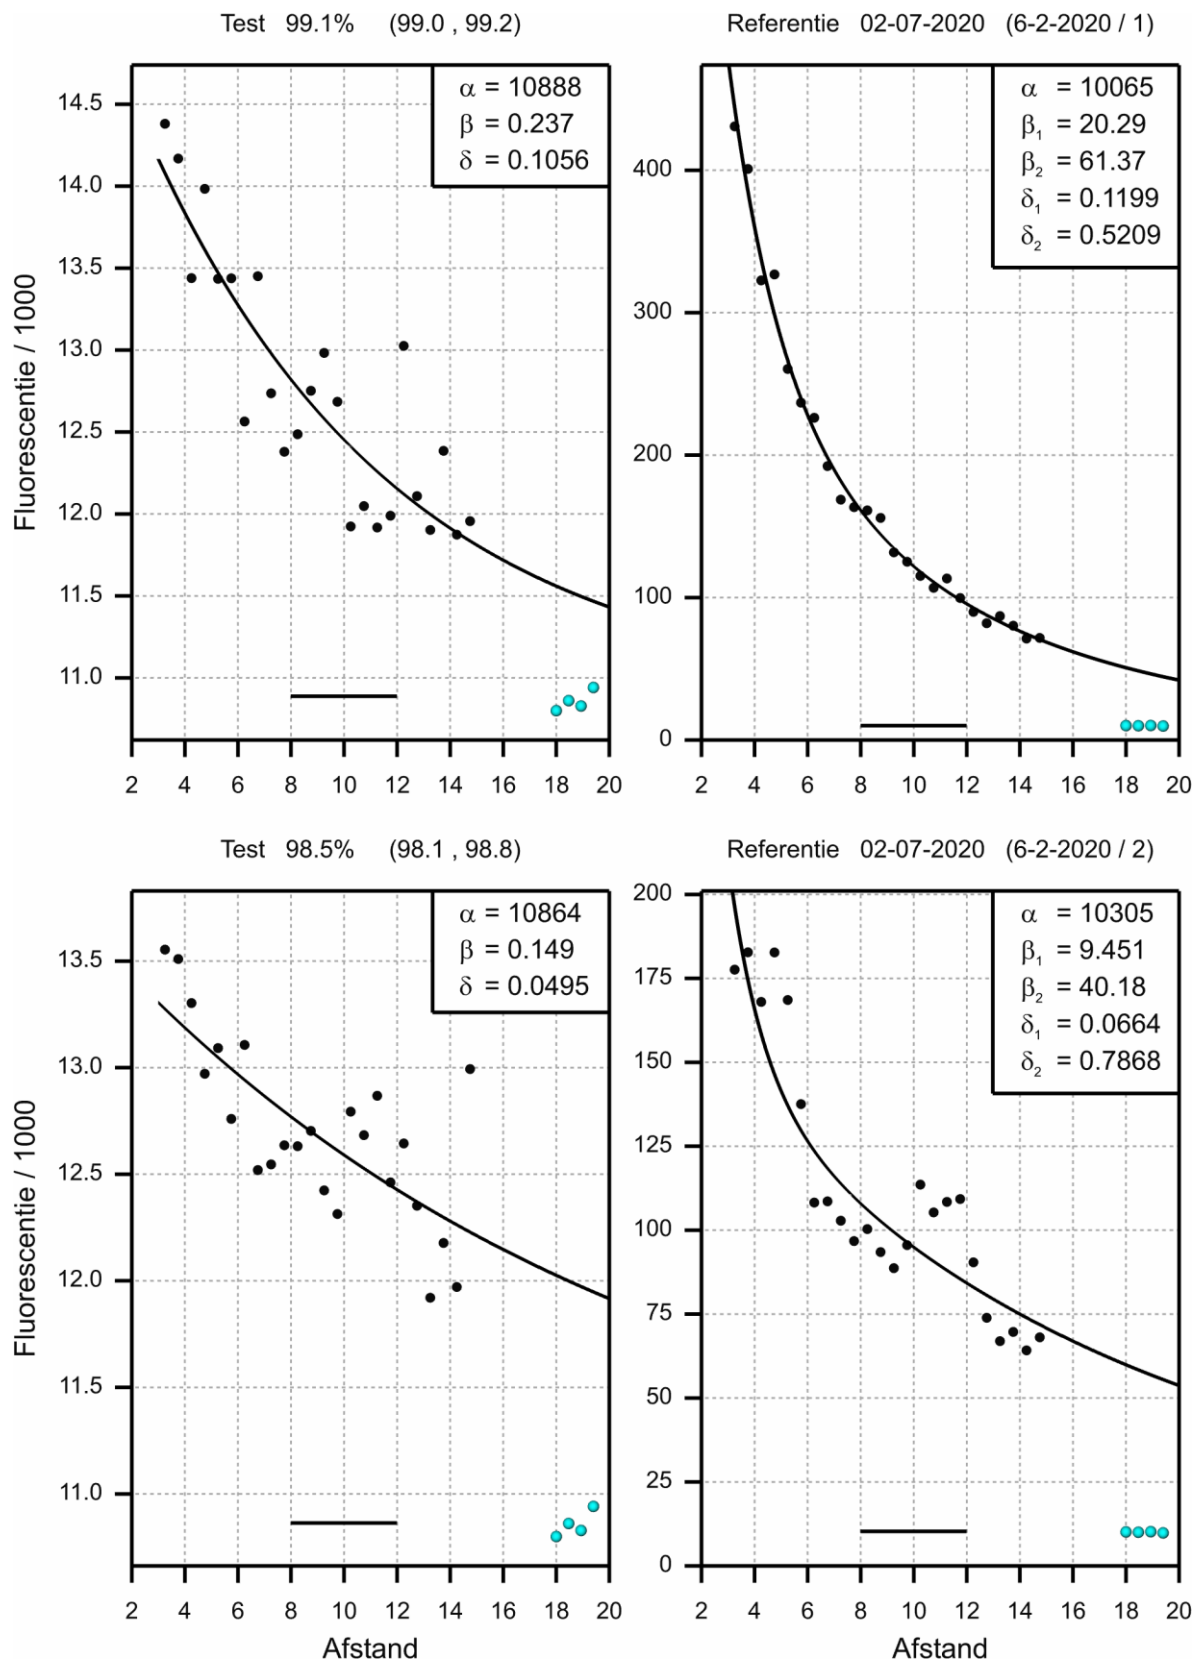 Test 99.1% (99.0 , 99.2)
Fluorescentie / 1000
14.5
14.0
13.5
13.0
12.5
12.0
11.5
11.0
α = 10888
β = 0.237
δ = 0.1056
2 4 6 8 10 12 14 16 18 20
Referentie 02-07-2020 (6-2-2020 / 1)
400
300
200
100
0
α = 10065
β1 = 20.29
β2 = 61.37
δ1 = 0.1199
δ2 = 0.5209
2 4 6 8 10 12 14 16 18 20
Test 98.5% (98.1 , 98.8)
Fluorescentie / 1000
13.5
13.0
12.5
12.0
11.5
11.0
α = 10864
β = 0.149
δ = 0.0495
2 4 6 8 10 12 14 16 18 20
Afstand
Referentie 02-07-2020 (6-2-2020 / 2)
200
175
150
125
100
75
50
25
0
α = 10305
β1 = 9.451
β2 = 40.18
δ1 = 0.0664
δ2 = 0.7868
2 4 6 8 10 12 14 16 18 20
Afstand